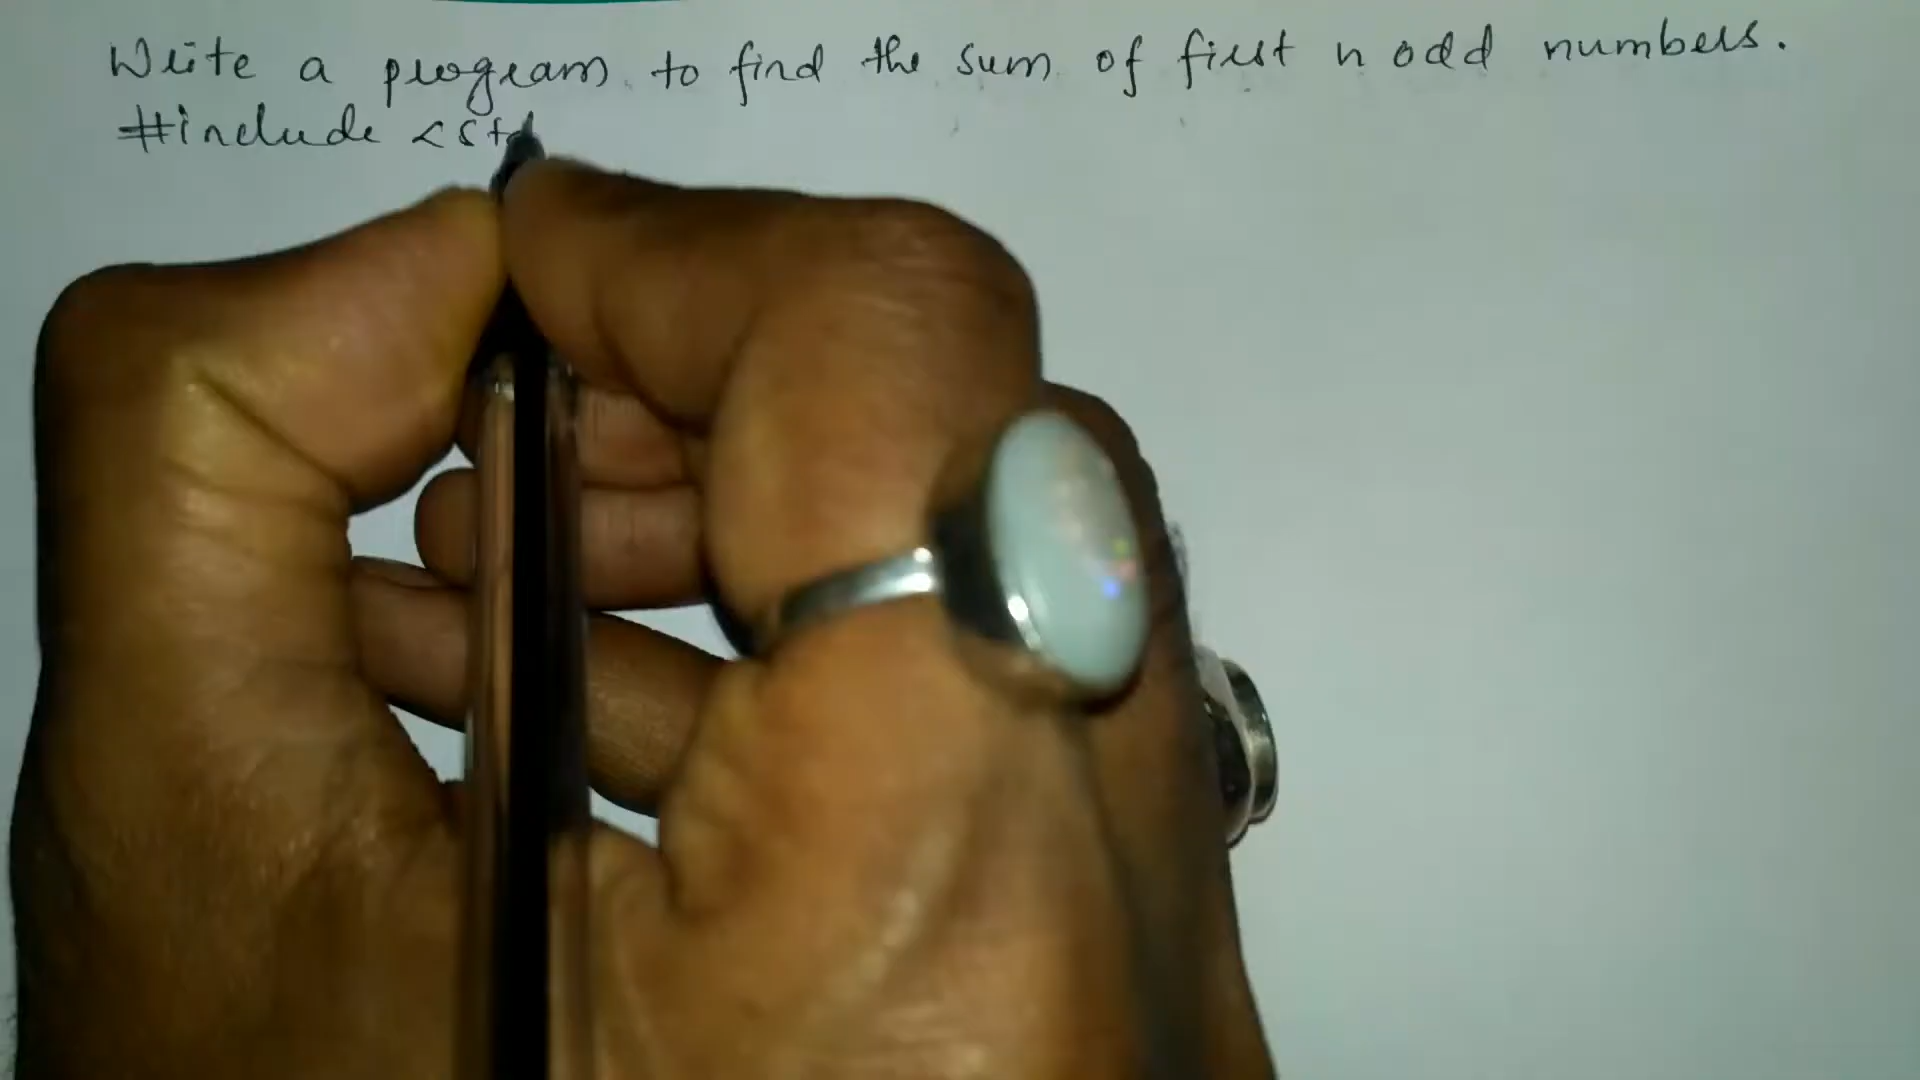 Write a program to find the sum of first n odd numbers.
#include <std